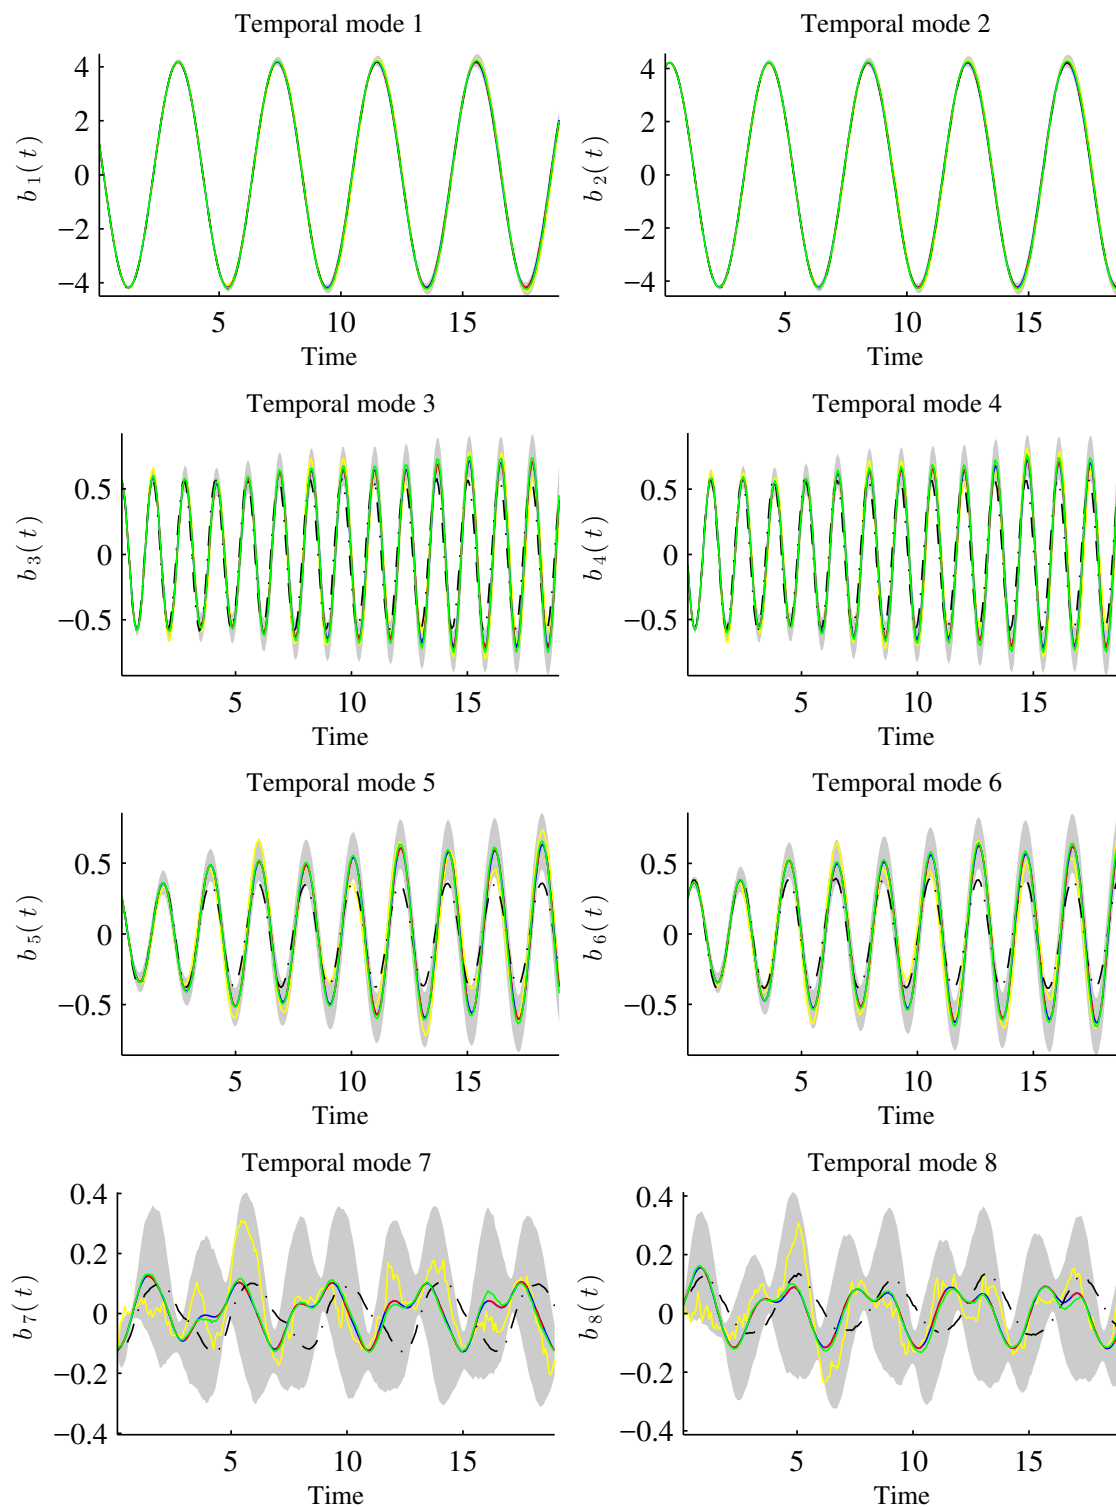 Temporal mode 1
4
2
0
−2
−4
b1(t)
5
10
15
Time
Temporal mode 2
4
2
0
−2
−4
b2(t)
5
10
15
Time
Temporal mode 3
0.5
0
−0.5
b3(t)
5
10
15
Time
Temporal mode 4
0.5
0
−0.5
b4(t)
5
10
15
Time
Temporal mode 5
0.5
0
−0.5
b5(t)
5
10
15
Time
Temporal mode 6
0.5
0
−0.5
b6(t)
5
10
15
Time
Temporal mode 7
0.4
0.2
0
−0.2
−0.4
b7(t)
5
10
15
Time
Temporal mode 8
0.4
0.2
0
−0.2
−0.4
b8(t)
5
10
15
Time